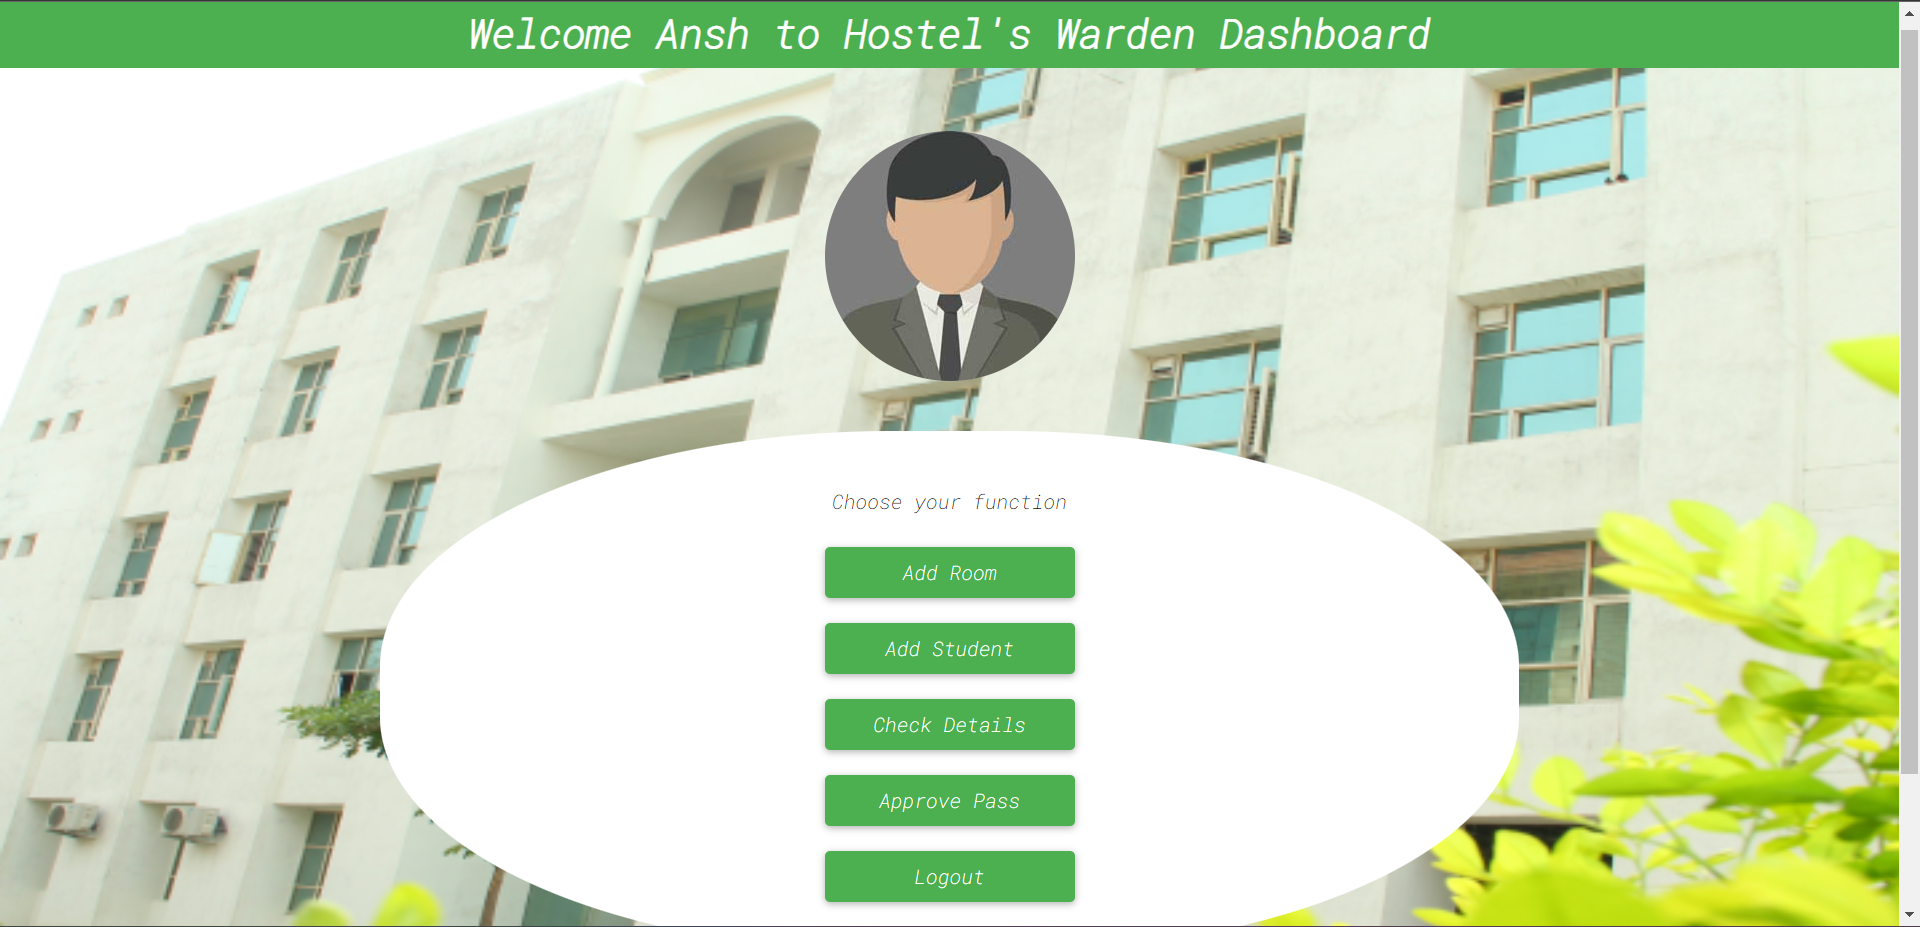 Welcome Ansh to Hostel's Warden Dashboard
Choose your function
Add Room
Add Student
Check Details
Approve Pass
Logout